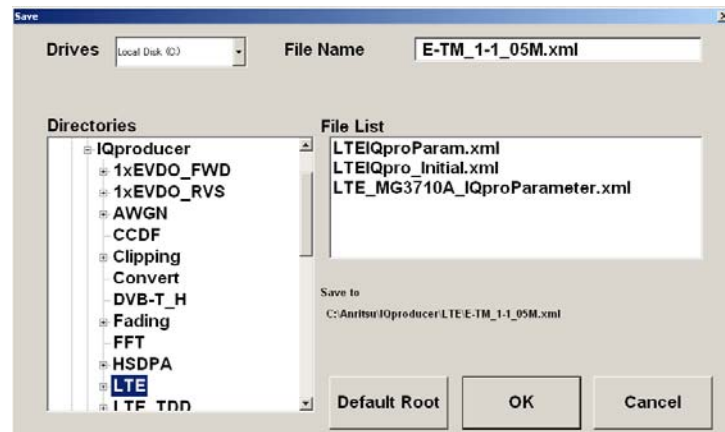 Save
Drives
Local Disk (C:)
File Name
E-TM_1-1_05M.xml
Directories
IQproducer
1xEVDO_FWD
1xEVDO_RVS
AWGN
CCDF
Clipping
Convert
DVB-T_H
Fading
FFT
HSDPA
LTE
LTE_TDD
File List
LTEIQproParam.xml
LTEIQpro_Initial.xml
LTE_MG3710A_IQproParameter.xml
Save to
C:\Anritsu\IQproducer\LTE\E-TM_1-1_05M.xml
Default Root
OK
Cancel